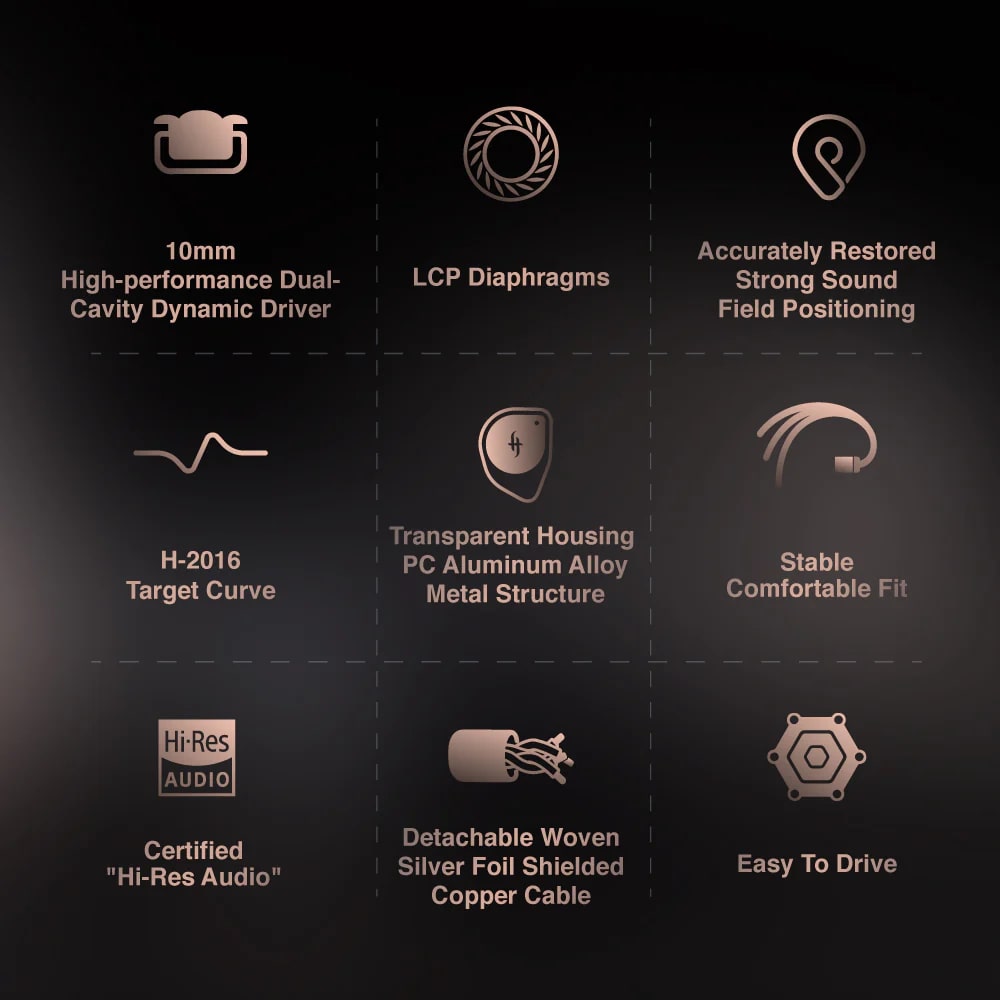 10mm
High-performance Dual-
Cavity Dynamic Driver
LCP Diaphragms
Accurately Restored
Strong Sound
Field Positioning
H-2016
Target Curve
Transparent Housing
PC Aluminum Alloy
Metal Structure
Stable
Comfortable Fit
Hi-Res
AUDIO
Certified
"Hi-Res Audio"
Detachable Woven
Silver Foil Shielded
Copper Cable
Easy To Drive